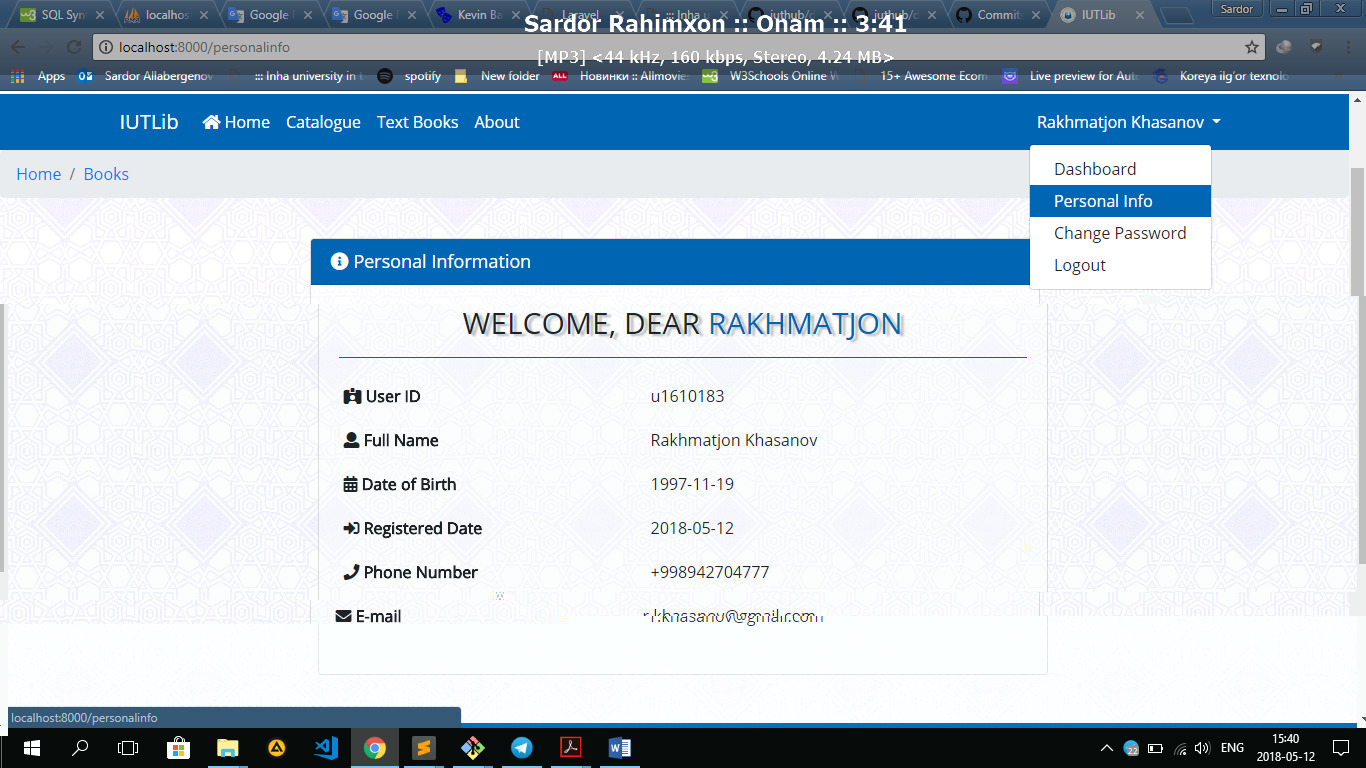 SQL Syn
localhos
Google
Google
Kevin Ba
Laravel
::: Inha u
iuthub/
iuthub/
Commits
IUTLib
Sardor
Sardor Rahimxon :: Onam :: 3:41
localhost:8000/personalinfo
[MP3] <44 kHz, 160 kbps, Stereo, 4.24 MB>
Apps
Sardor Allabergenov
::: Inha university in t
spotify
New folder
Новинки :: Allmovies
W3Schools Online W
15+ Awesome Ecom
Live preview for Auto
Koreya ilg'or texnolo
IUTLib Home Catalogue Text Books About Rakhmatjon Khasanov
Home / Books
Dashboard
Personal Info
Change Password
Logout
Personal Information
WELCOME, DEAR RAKHMATJON
User ID u1610183
Full Name Rakhmatjon Khasanov
Date of Birth 1997-11-19
Registered Date 2018-05-12
Phone Number +998942704777
E-mail
localhost:8000/personalinfo
ENG
15:40
2018-05-12